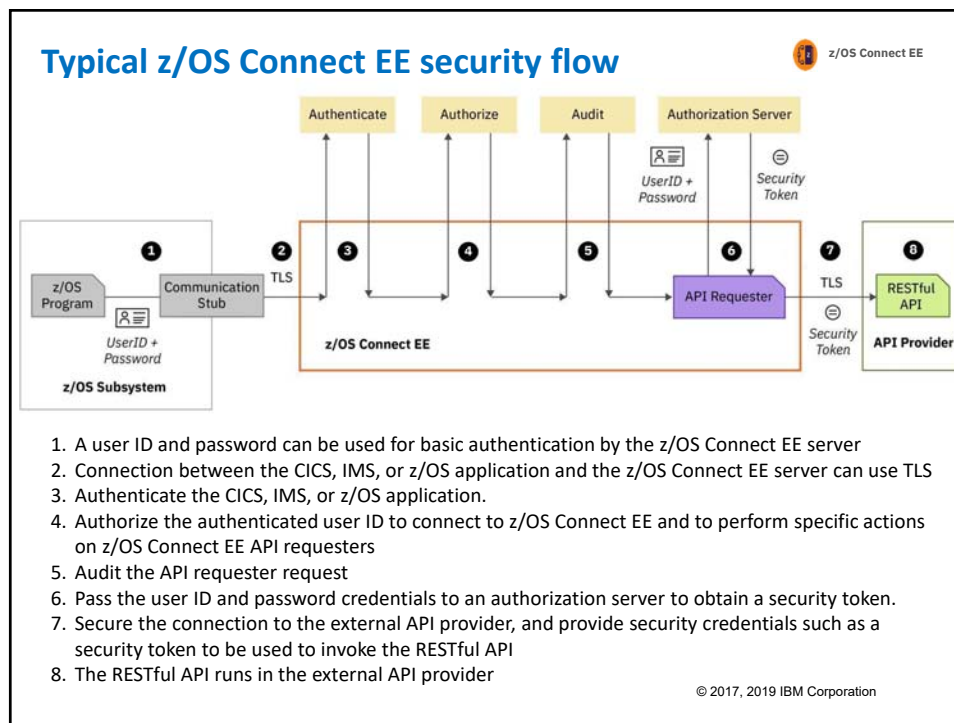 Typical z/OS Connect EE security flow
z/OS Connect EE
Authenticate
Authorize
Audit
Authorization Server
UserID +
Password
Security
Token
1
2
3
4
5
6
7
8
TLS
z/OS
Program
Communication
Stub
API Requester
TLS
RESTful
API
UserID +
Password
z/OS Connect EE
Security
Token
API Provider
z/OS Subsystem
1. A user ID and password can be used for basic authentication by the z/OS Connect EE server
2. Connection between the CICS, IMS, or z/OS application and the z/OS Connect EE server can use TLS
3. Authenticate the CICS, IMS, or z/OS application.
4. Authorize the authenticated user ID to connect to z/OS Connect EE and to perform specific actions
on z/OS Connect EE API requesters
5. Audit the API requester request
6. Pass the user ID and password credentials to an authorization server to obtain a security token.
7. Secure the connection to the external API provider, and provide security credentials such as a
security token to be used to invoke the RESTful API
8. The RESTful API runs in the external API provider
© 2017, 2019 IBM Corporation